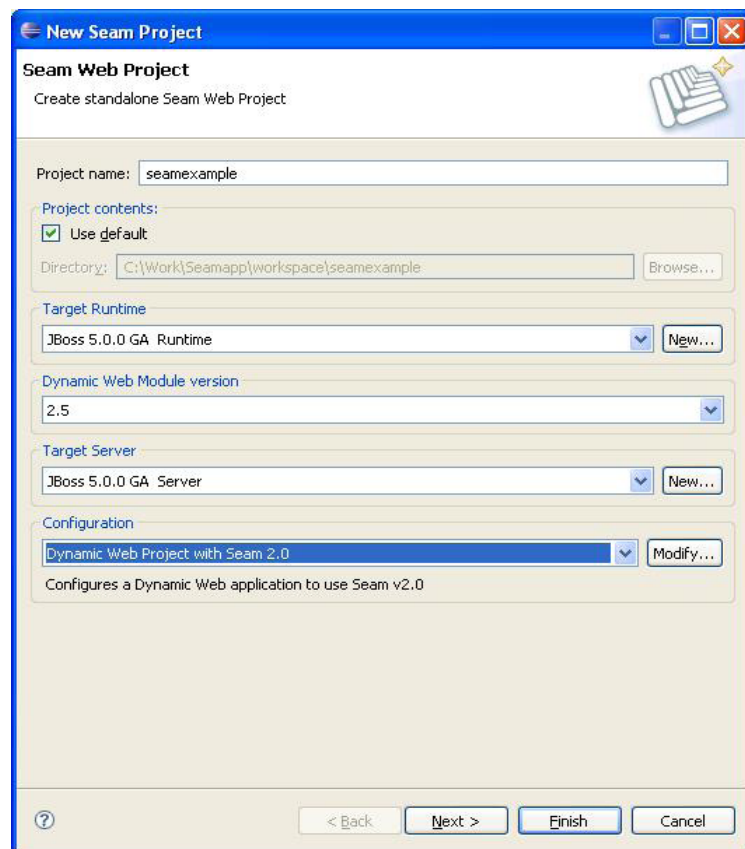 New Seam Project
Seam Web Project
Create standalone Seam Web Project
Project name: seamexample
Project contents:
Use default
Directory: C:\Work\Seamapp\workspace\seamexample Browse...
Target Runtime
JBoss 5.0.0 GA Runtime New...
Dynamic Web Module version
2.5
Target Server
JBoss 5.0.0 GA Server New...
Configuration
Dynamic Web Project with Seam 2.0 Modify...
Configures a Dynamic Web application to use Seam v2.0
? < Back Next > Finish Cancel